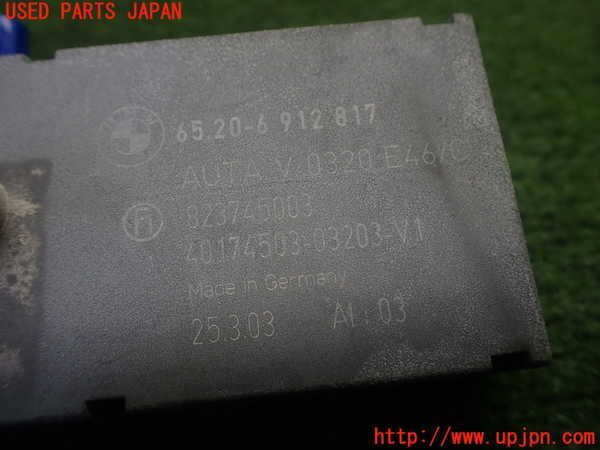 USED PARTS JAPAN
65.20-6 912 817
AUTA V 0320 E46/C
823745003
40174503-03203-V1
Made in Germany
25.3.03 AI: 03
http://www.upjpn.com/